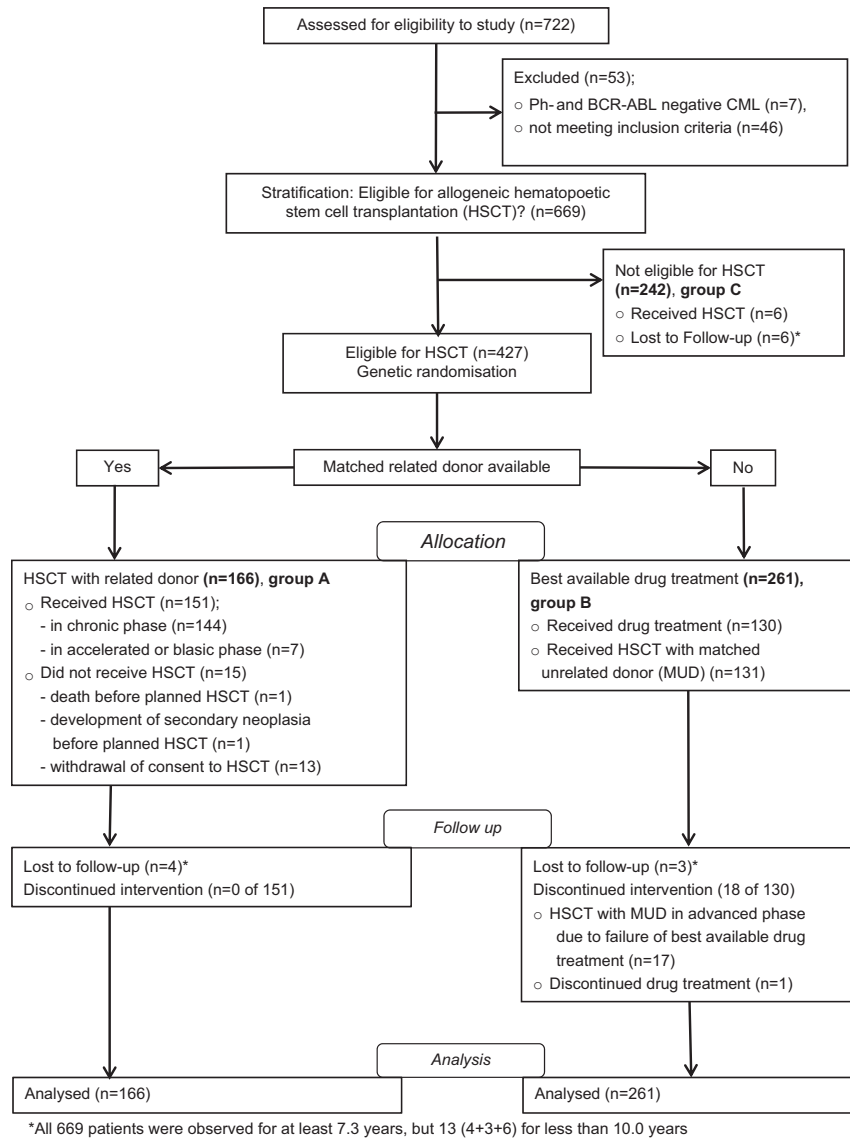 Assessed for eligibility to study (n=722)
Excluded (n=53);
○ Ph- and BCR-ABL negative CML (n=7),
○ not meeting inclusion criteria (n=46)
Stratification: Eligible for allogeneic hematopoetic
stem cell transplantation (HSCT)? (n=669)
Not eligible for HSCT
(n=242), group C
○ Received HSCT (n=6)
○ Lost to Follow-up (n=6)*
Eligible for HSCT (n=427)
Genetic randomisation
Yes
Matched related donor available
No
Allocation
HSCT with related donor (n=166), group A
○ Received HSCT (n=151);
- in chronic phase (n=144)
- in accelerated or blasic phase (n=7)
○ Did not receive HSCT (n=15)
- death before planned HSCT (n=1)
- development of secondary neoplasia
before planned HSCT (n=1)
- withdrawal of consent to HSCT (n=13)
Best available drug treatment (n=261),
group B
○ Received drug treatment (n=130)
○ Received HSCT with matched
unrelated donor (MUD) (n=131)
Follow up
Lost to follow-up (n=4)*
Discontinued intervention (n=0 of 151)
Lost to follow-up (n=3)*
Discontinued intervention (18 of 130)
○ HSCT with MUD in advanced phase
due to failure of best available drug
treatment (n=17)
○ Discontinued drug treatment (n=1)
Analysis
Analysed (n=166)
Analysed (n=261)
*All 669 patients were observed for at least 7.3 years, but 13 (4+3+6) for less than 10.0 years